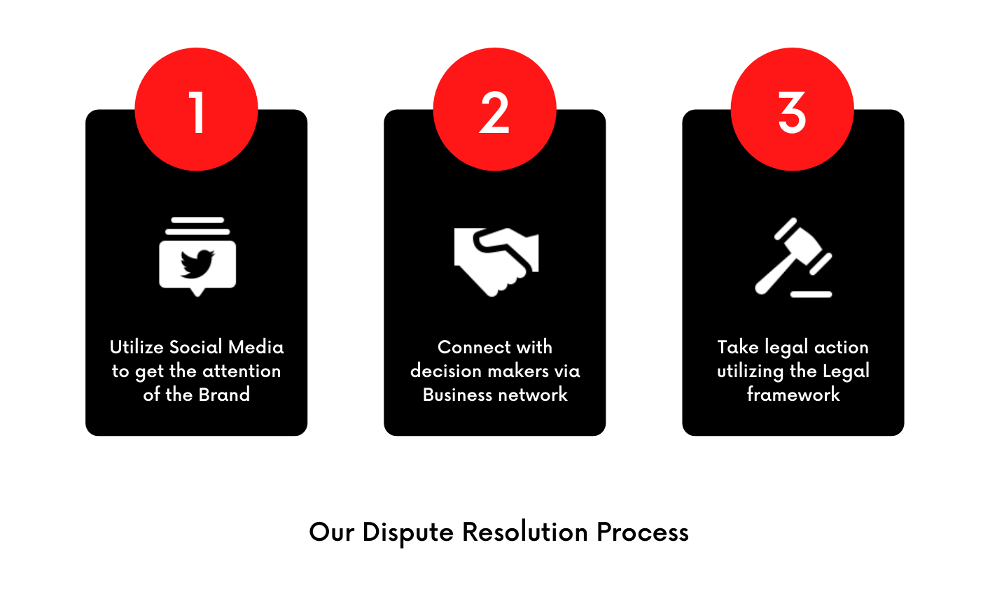 1
Utilize Social Media
to get the attention
of the Brand
2
Connect with
decision makers via
Business network
3
Take legal action
utilizing the Legal
framework
Our Dispute Resolution Process